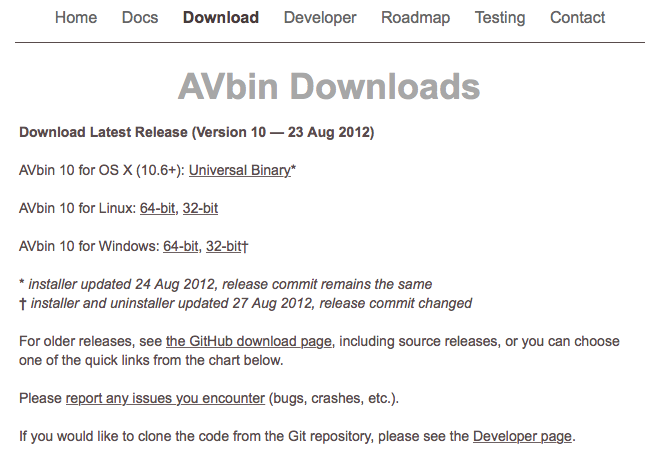 Home Docs Download Developer Roadmap Testing Contact
AVbin Downloads
Download Latest Release (Version 10 — 23 Aug 2012)
AVbin 10 for OS X (10.6+): Universal Binary*
AVbin 10 for Linux: 64-bit, 32-bit
AVbin 10 for Windows: 64-bit, 32-bit†
* installer updated 24 Aug 2012, release commit remains the same
† installer and uninstaller updated 27 Aug 2012, release commit changed
For older releases, see the GitHub download page, including source releases, or you can choose
one of the quick links from the chart below.
Please report any issues you encounter (bugs, crashes, etc.).
If you would like to clone the code from the Git repository, please see the Developer page.